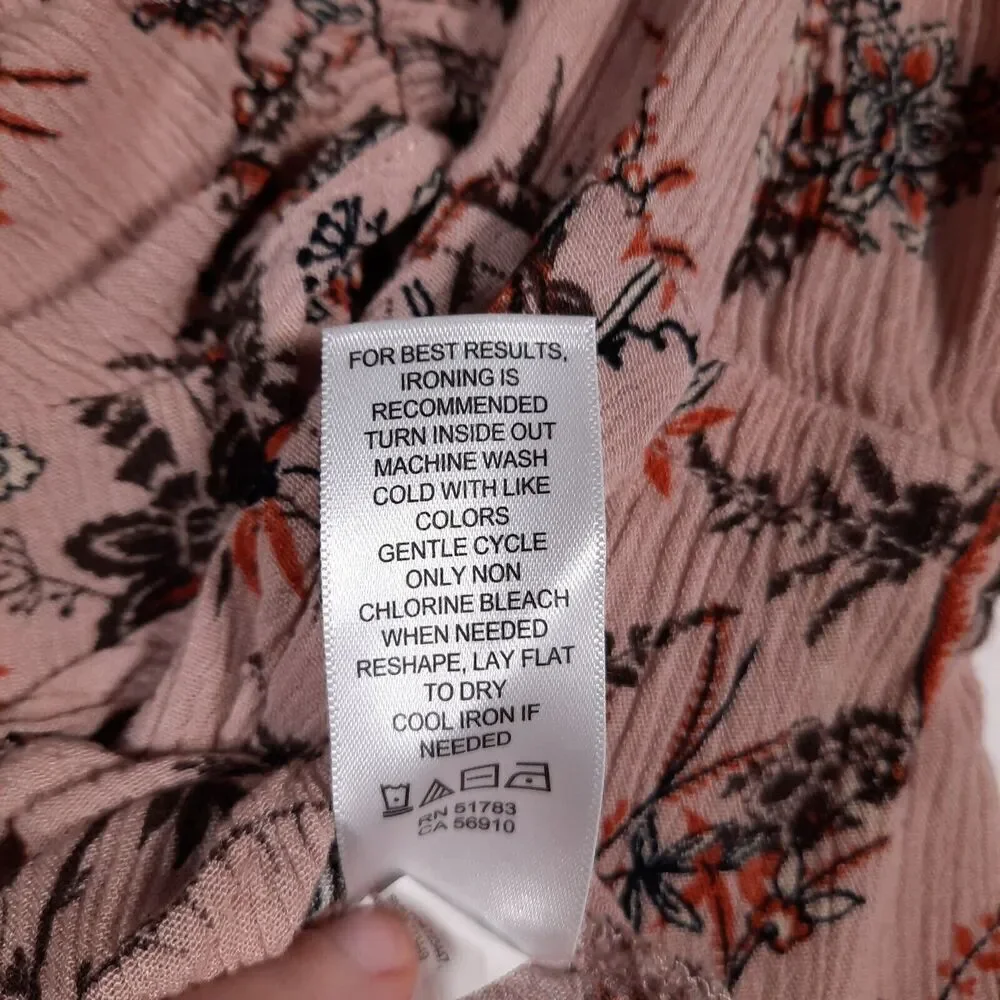 FOR BEST RESULTS,
IRONING IS
RECOMMENDED
TURN INSIDE OUT
MACHINE WASH
COLD WITH LIKE
COLORS
GENTLE CYCLE
ONLY NON
CHLORINE BLEACH
WHEN NEEDED
RESHAPE, LAY FLAT
TO DRY
COOL IRON IF
NEEDED
RN 51783
CA 56910